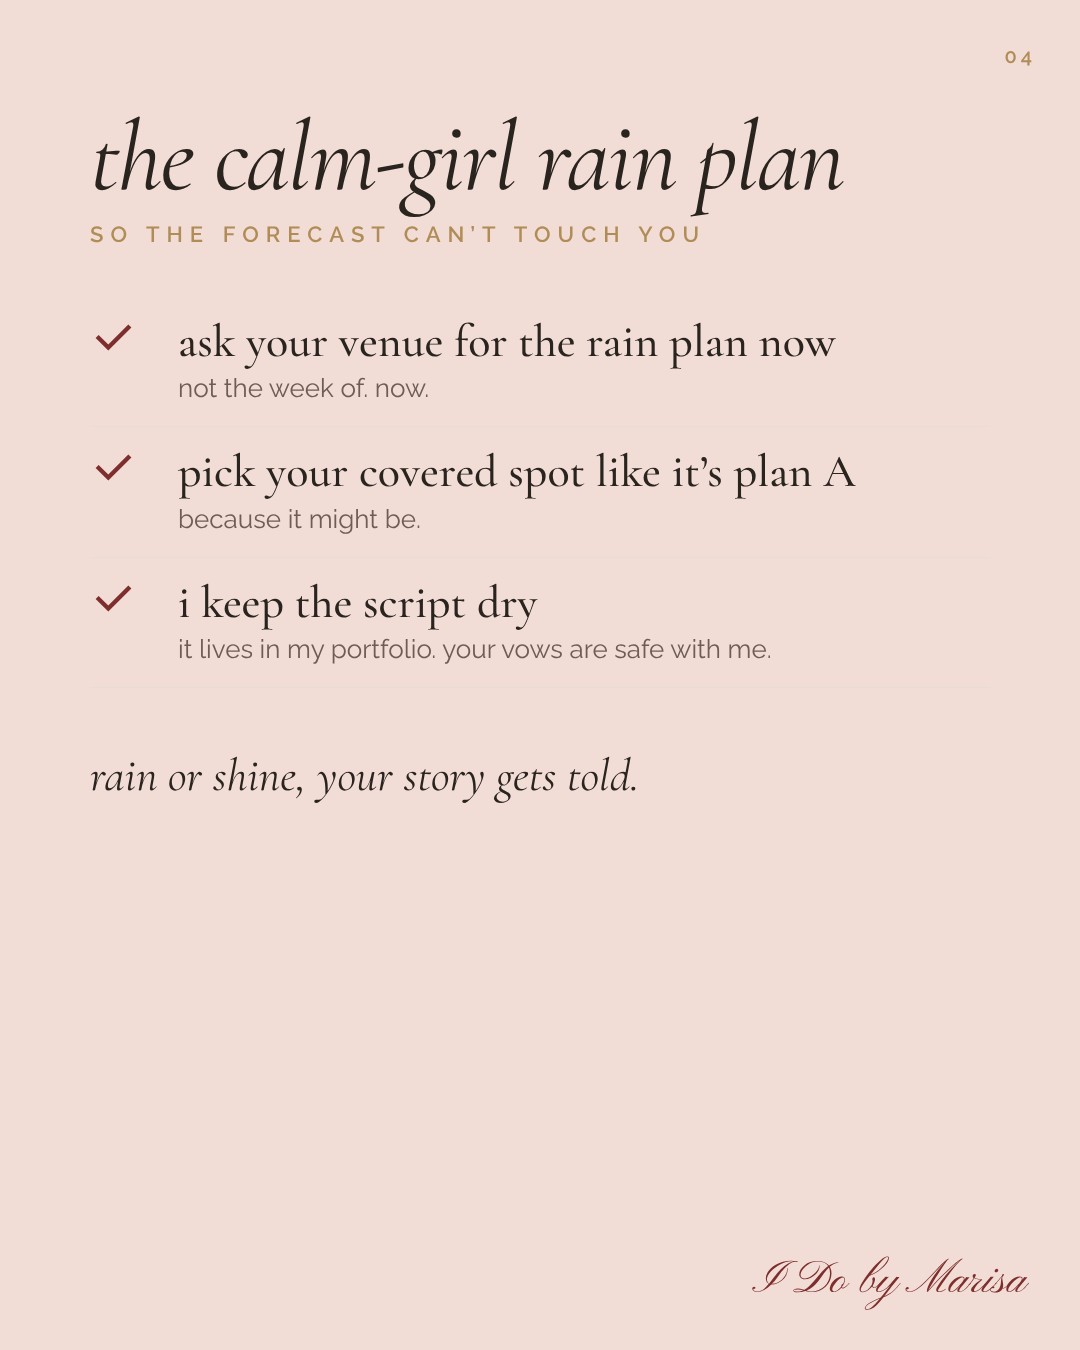 04
the calm-girl rain plan
SO THE FORECAST CAN'T TOUCH YOU
ask your venue for the rain plan now
not the week of. now.
pick your covered spot like it’s plan A
because it might be.
i keep the script dry
it lives in my portfolio. your vows are safe with me.
rain or shine, your story gets told.
I Do by Marisa